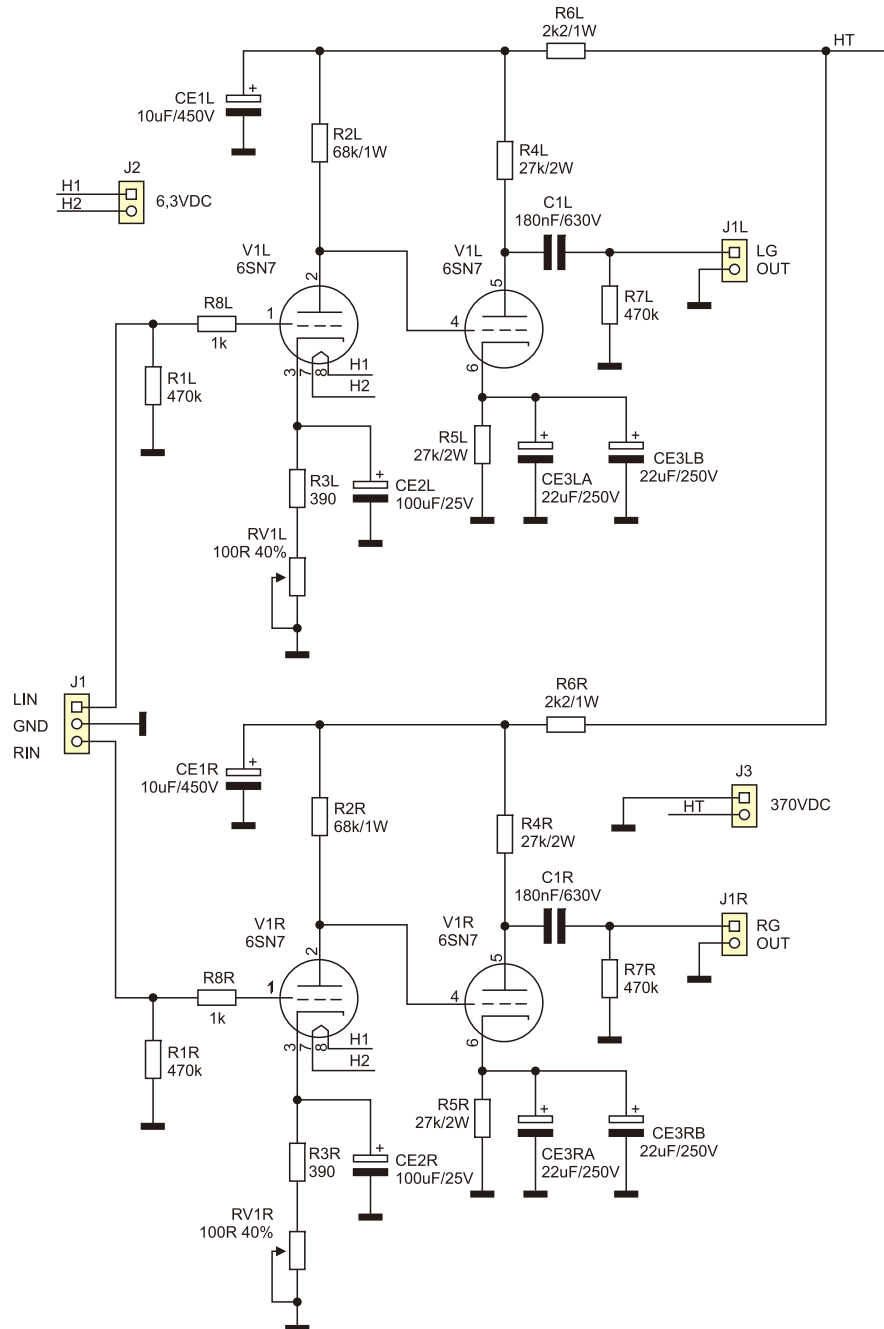 R6L
2k2/1W
HT
CE1L
10uF/450V
R2L
68k/1W
R4L
27k/2W
J2
H1
H2
6,3VDC
C1L
180nF/630V
J1L
LG
OUT
V1L
6SN7
2
V1L
6SN7
5
R8L
1k
1
4
R7L
470k
R1L
470k
3
7
8
H1
H2
6
R5L
27k/2W
CE3LA
22uF/250V
CE3LB
22uF/250V
R3L
390
CE2L
100uF/25V
RV1L
100R 40%
J1
LIN
GND
RIN
R6R
2k2/1W
CE1R
10uF/450V
R2R
68k/1W
R4R
27k/2W
J3
HT
370VDC
C1R
180nF/630V
J1R
RG
OUT
V1R
6SN7
2
V1R
6SN7
5
R8R
1k
1
4
R7R
470k
R1R
470k
3
7
8
H1
H2
6
R5R
27k/2W
CE3RA
22uF/250V
CE3RB
22uF/250V
R3R
390
CE2R
100uF/25V
RV1R
100R 40%